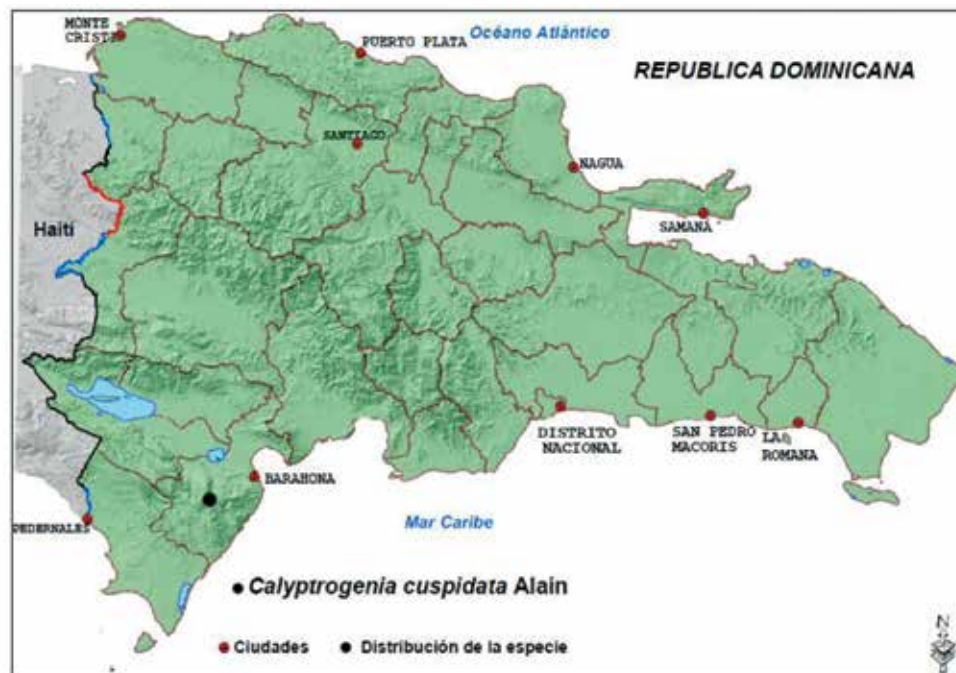 MONTE
CRISTI
PUERTO PLATA
Océano Atlántico
REPUBLICA DOMINICANA
SANTIAGO
NAGUA
SAMANA
Haití
DISTRITO
NACIONAL
SAN PEDRO
MACORIS
LA
ROMANA
BARAHONA
PEDERNALES
Mar Caribe
Calyptrogenia cuspidata Alain
Ciudades
Distribución de la especie
N